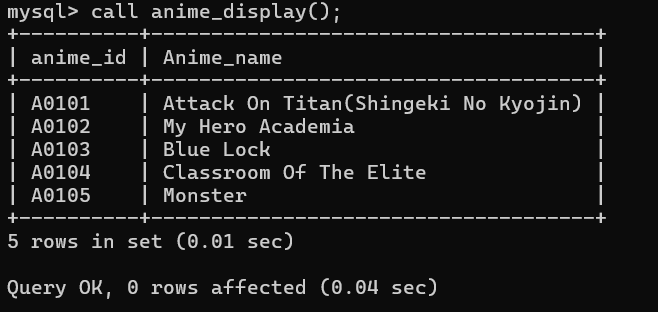 mysql> call anime_display();
+----------+-------------------------------------+
| anime_id | Anime_name                          |
+----------+-------------------------------------+
| A0101    | Attack On Titan(Shingeki No Kyojin) |
| A0102    | My Hero Academia                    |
| A0103    | Blue Lock                           |
| A0104    | Classroom Of The Elite              |
| A0105    | Monster                             |
+----------+-------------------------------------+
5 rows in set (0.01 sec)

Query OK, 0 rows affected (0.04 sec)